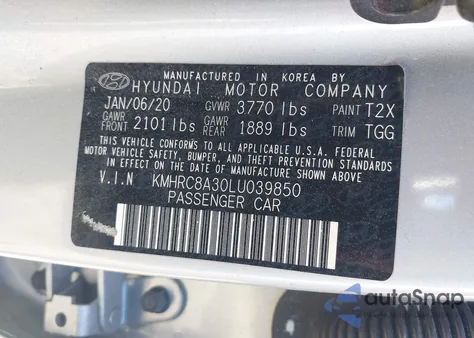 MANUFACTURED IN KOREA BY
HYUNDAI MOTOR COMPANY
JAN/06/20 GVWR 3770 lbs PAINT T2X
GAWR FRONT 2101 lbs GAWR REAR 1889 lbs TRIM TGG
THIS VEHICLE CONFORMS TO ALL APPLICABLE U.S.A. FEDERAL
MOTOR VEHICLE SAFETY, BUMPER, AND THEFT PREVENTION
STANDARDS IN EFFECT ON THE DATE OF MANUFACTURE SHOWN ABOVE.
V.I.N KMHRC8A30LU039850
PASSENGER CAR
autoSnap